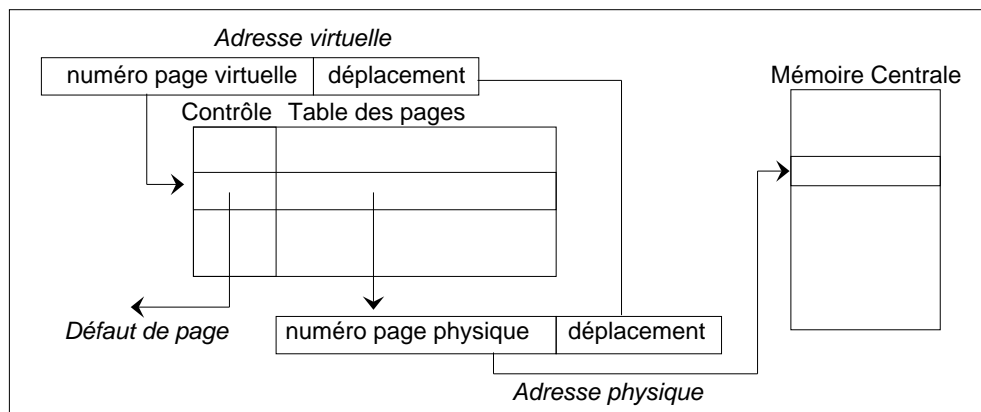 Adresse virtuelle
numéro page virtuelle déplacement
Mémoire Centrale
Contrôle Table des pages
Défaut de page
numéro page physique déplacement
Adresse physique